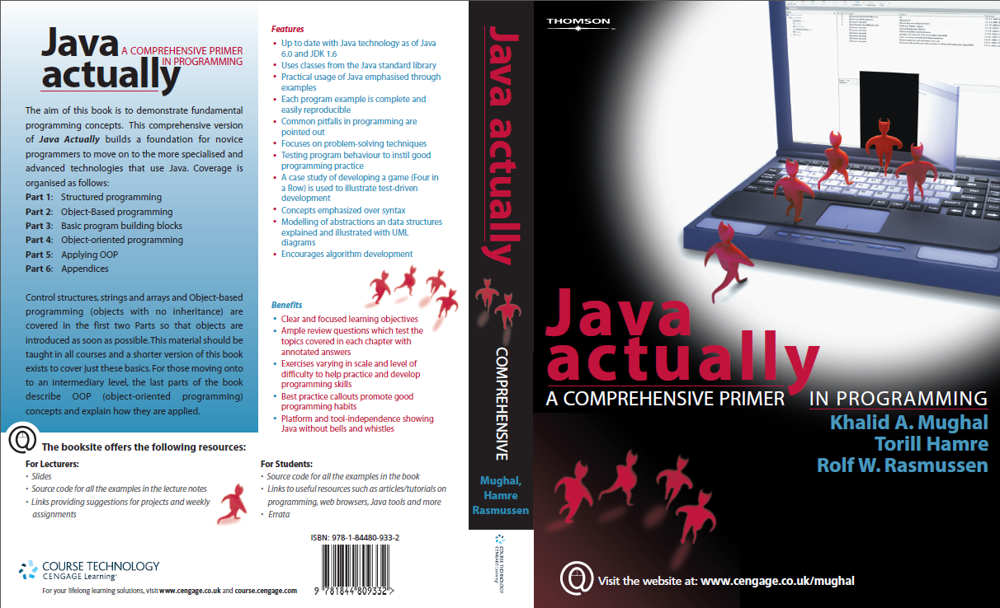 Java
A COMPREHENSIVE PRIMER
IN PROGRAMMING
actually
The aim of this book is to demonstrate fundamental
programming concepts. This comprehensive version
of Java Actually builds a foundation for novice
programmers to move on to the more specialised and
advanced technologies that use Java. Coverage is
organised as follows:
Part 1: Structured programming
Part 2: Object-Based programming
Part 3: Basic program building blocks
Part 4: Object-oriented programming
Part 5: Applying OOP
Part 6: Appendices
Control structures, strings and arrays and Object-based
programming (objects with no inheritance) are
covered in the first two Parts so that objects are
introduced as soon as possible. This material should be
taught in all courses and a shorter version of this book
exists to cover just these basics. For those moving onto
to an intermediary level, the last parts of the book
describe OOP (object-oriented programming)
concepts and explain how they are applied.
Features
• Up to date with Java technology as of Java
6.0 and JDK 1.6
• Uses classes from the Java standard library
• Practical usage of Java emphasised through
examples
• Each program example is complete and
easily reproducible
• Common pitfalls in programming are
pointed out
• Focuses on problem-solving techniques
• Testing program behaviour to instil good
programming practice
• A case study of developing a game (Four in
a Row) is used to illustrate test-driven
development
• Concepts emphasized over syntax
• Modelling of abstractions an data structures
explained and illustrated with UML
diagrams
• Encourages algorithm development
Benefits
• Clear and focused learning objectives
• Ample review questions which test the
topics covered in each chapter with
annotated answers
• Exercises varying in scale and level of
difficulty to help practice and develop
programming skills
• Best practice callouts promote good
programming habits
• Platform and tool-independence showing
Java without bells and whistles
@ The booksite offers the following resources:
For Lecturers:
• Slides
• Source code for all the examples in the lecture notes
• Links providing suggestions for projects and weekly
assignments
For Students:
• Source code for all the examples in the book
• Links to useful resources such as articles/tutorials on
programming, web browsers, Java tools and more
• Errata
COURSE TECHNOLOGY
CENGAGE Learning™
For your lifelong learning solutions, visit www.cengage.co.uk and course.cengage.com
ISBN: 978-1-84480-933-2
9 781844 809332 >
Java actually
COMPREHENSIVE
Mughal,
Hamre
Rasmussen
COURSE TECHNOLOGY
CENGAGE Learning
THOMSON
Java
actually
A COMPREHENSIVE PRIMER IN PROGRAMMING
Khalid A. Mughal
Torill Hamre
Rolf W. Rasmussen
@ Visit the website at: www.cengage.co.uk/mughal